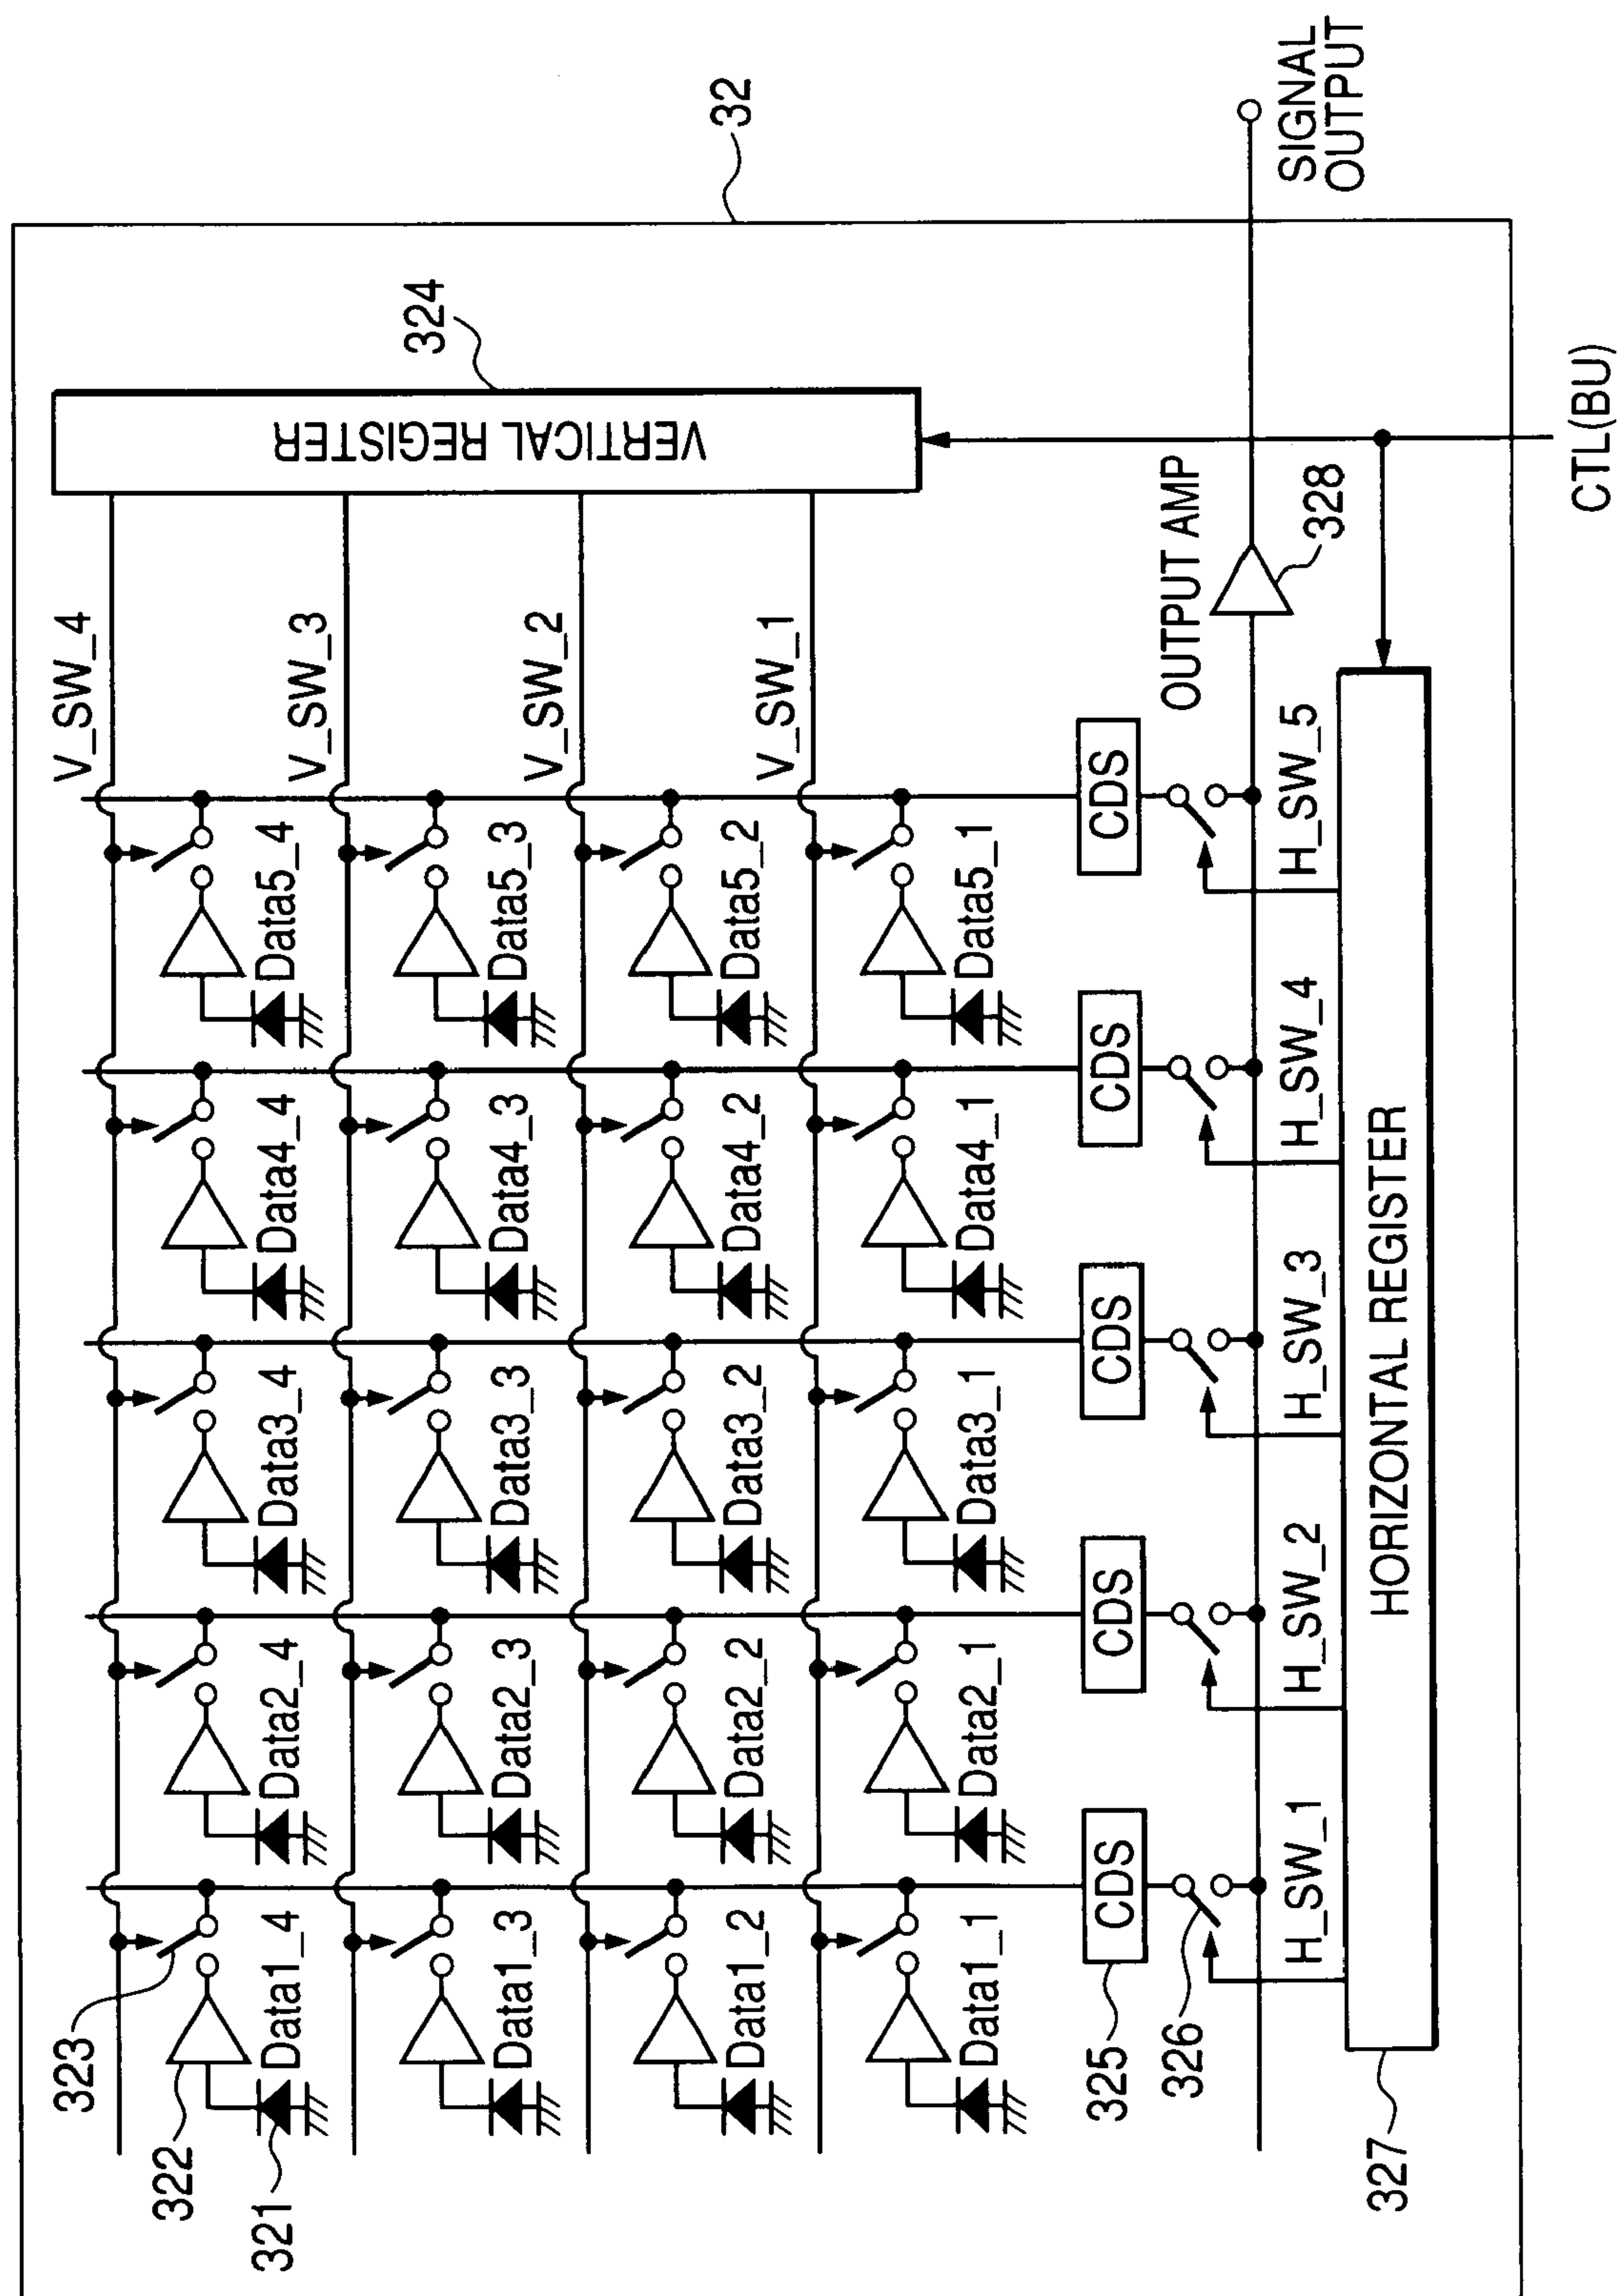 32
324
VERTICAL REGISTER
V_SW_4
323
322
321
Data1_4
Data2_4
Data3_4
Data4_4
Data5_4
V_SW_3
Data1_3
Data2_3
Data3_3
Data4_3
Data5_3
V_SW_2
Data1_2
Data2_2
Data3_2
Data4_2
Data5_2
V_SW_1
Data1_1
Data2_1
Data3_1
Data4_1
Data5_1
325
CDS
CDS
CDS
CDS
CDS
OUTPUT AMP
326
328
SIGNAL
OUTPUT
H_SW_1
H_SW_2
H_SW_3
H_SW_4
H_SW_5
327
HORIZONTAL REGISTER
CTL(BU)